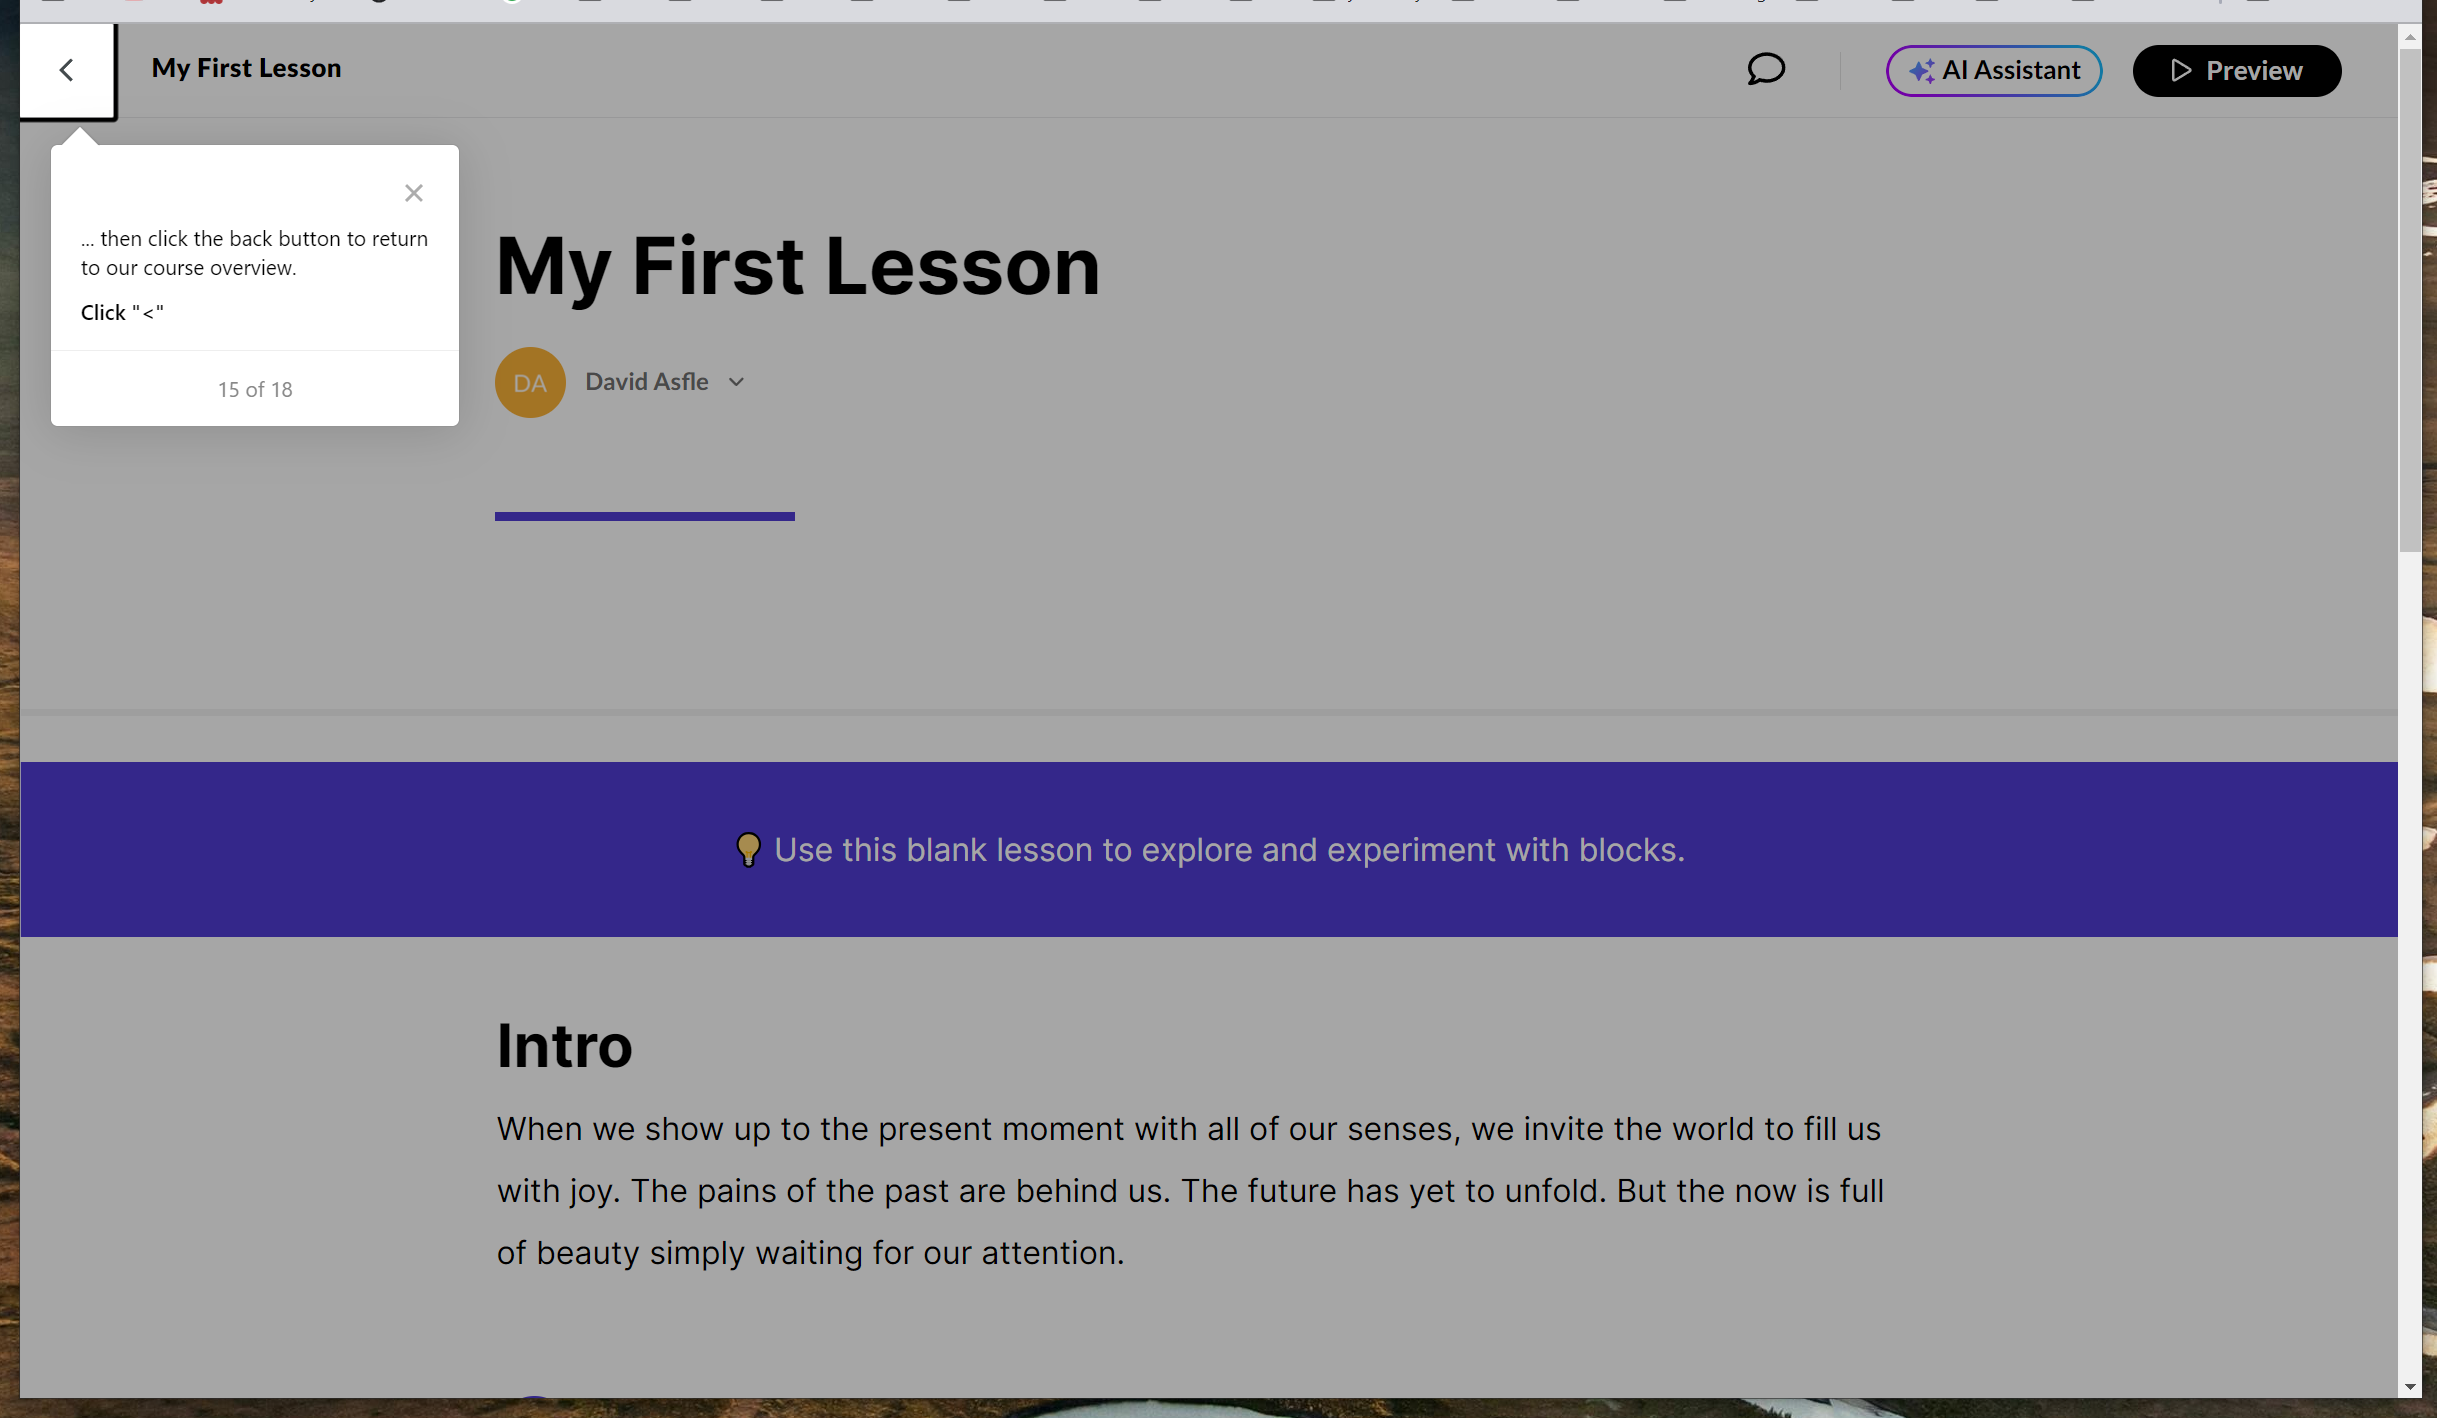 My First Lesson
AI Assistant
Preview
... then click the back button to return
to our course overview.
Click "<"
15 of 18
My First Lesson
DA
David Asfle
Use this blank lesson to explore and experiment with blocks.
Intro
When we show up to the present moment with all of our senses, we invite the world to fill us
with joy. The pains of the past are behind us. The future has yet to unfold. But the now is full
of beauty simply waiting for our attention.